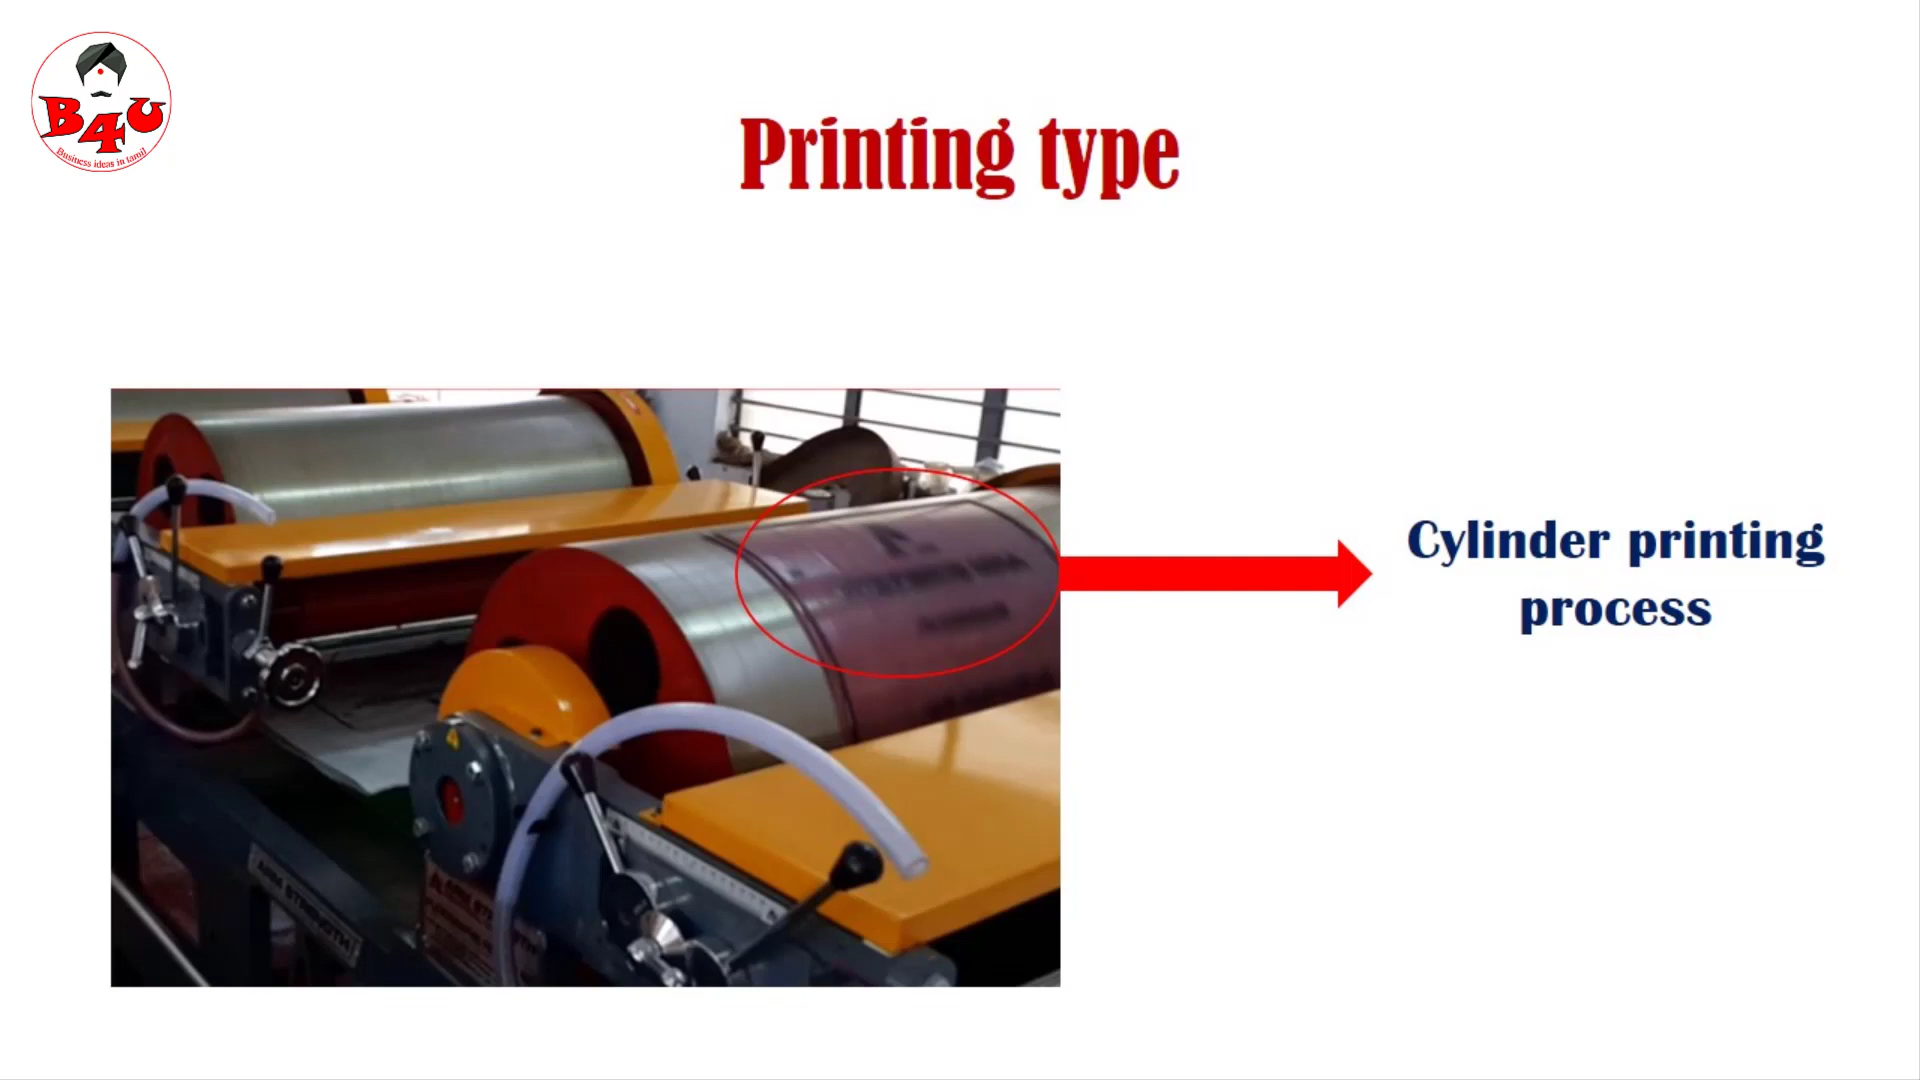 B4U
Business ideas in tamil
Printing type
Cylinder printing
process